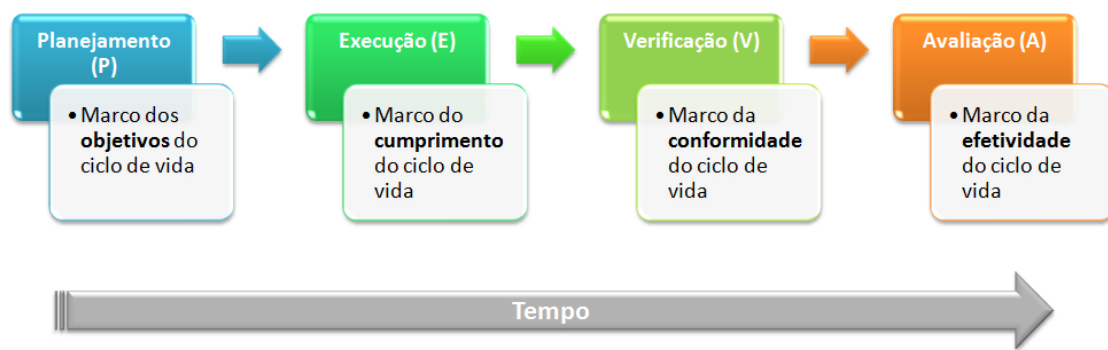 Planejamento
(P)
• Marco dos
objetivos do
ciclo de vida
Execução (E)
• Marco do
cumprimento
do ciclo de
vida
Verificação (V)
• Marco da
conformidade
do ciclo de
vida
Avaliação (A)
• Marco da
efetividade
do ciclo de
vida
Tempo